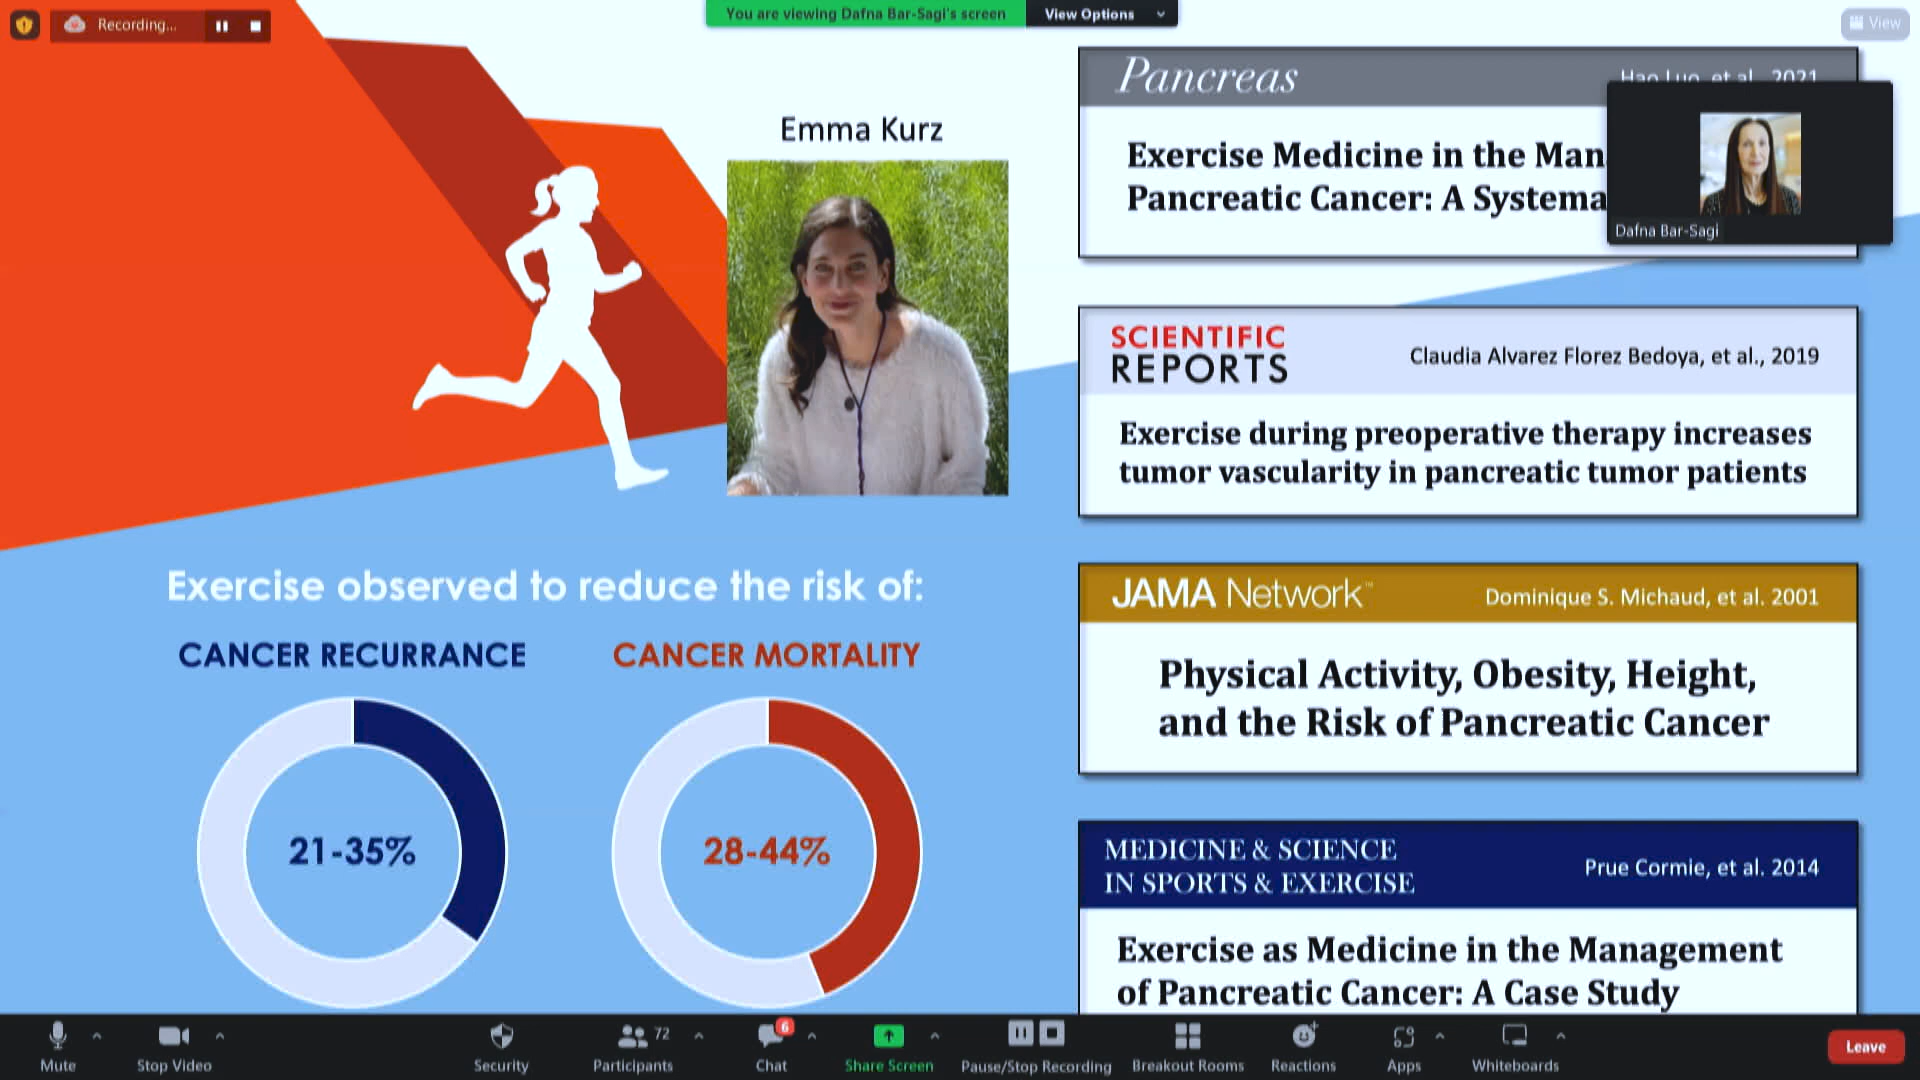 Recording...
You are viewing Dafna Bar-Sagi's screen
View Options
View
Emma Kurz
Pancreas
Hao Luo, et al., 2021
Exercise Medicine in the Man
Pancreatic Cancer: A Systema
Dafna Bar-Sagi
SCIENTIFIC
REPORTS
Claudia Alvarez Florez Bedoya, et al., 2019
Exercise during preoperative therapy increases
tumor vascularity in pancreatic tumor patients
JAMA Network™
Dominique S. Michaud, et al. 2001
Physical Activity, Obesity, Height,
and the Risk of Pancreatic Cancer
MEDICINE & SCIENCE
IN SPORTS & EXERCISE
Prue Cormie, et al. 2014
Exercise as Medicine in the Management
of Pancreatic Cancer: A Case Study
Exercise observed to reduce the risk of:
CANCER RECURRANCE
CANCER MORTALITY
21-35%
28-44%
Mute
Stop Video
Security
72
Participants
6
Chat
Share Screen
Pause/Stop Recording
Breakout Rooms
Reactions
Apps
Whiteboards
Leave